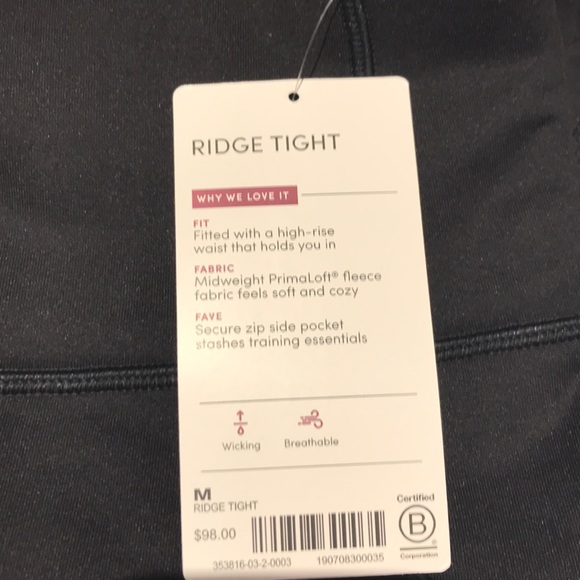 RIDGE TIGHT
WHY WE LOVE IT
FIT
Fitted with a high-rise
waist that holds you in
FABRIC
Midweight PrimaLoft® fleece
fabric feels soft and cozy
FAVE
Secure zip side pocket
stashes training essentials
Wicking
Breathable
M
RIDGE TIGHT
$98.00
353816-03-2-0003
190708300035
Certified
B
®
Corporation